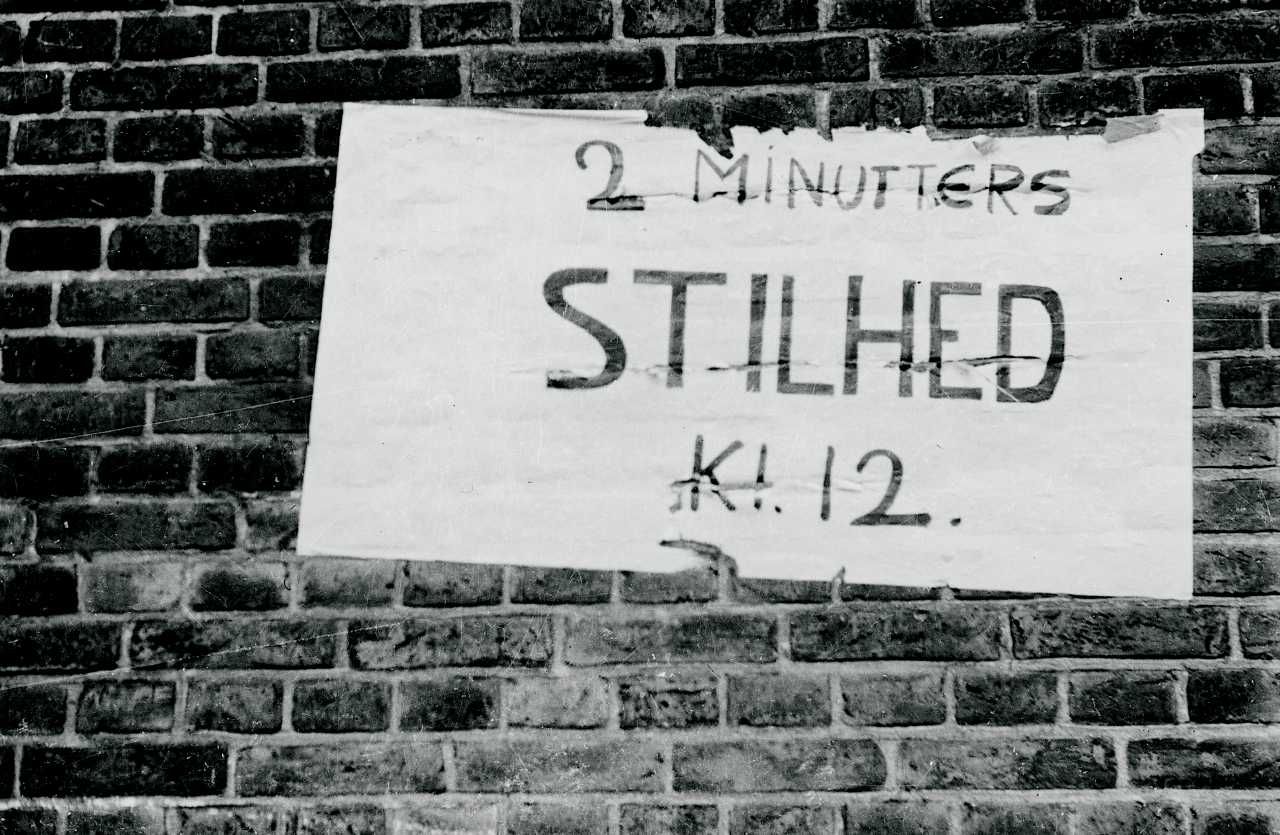 2 MINUTTERS
STILHED
Kl. 12.